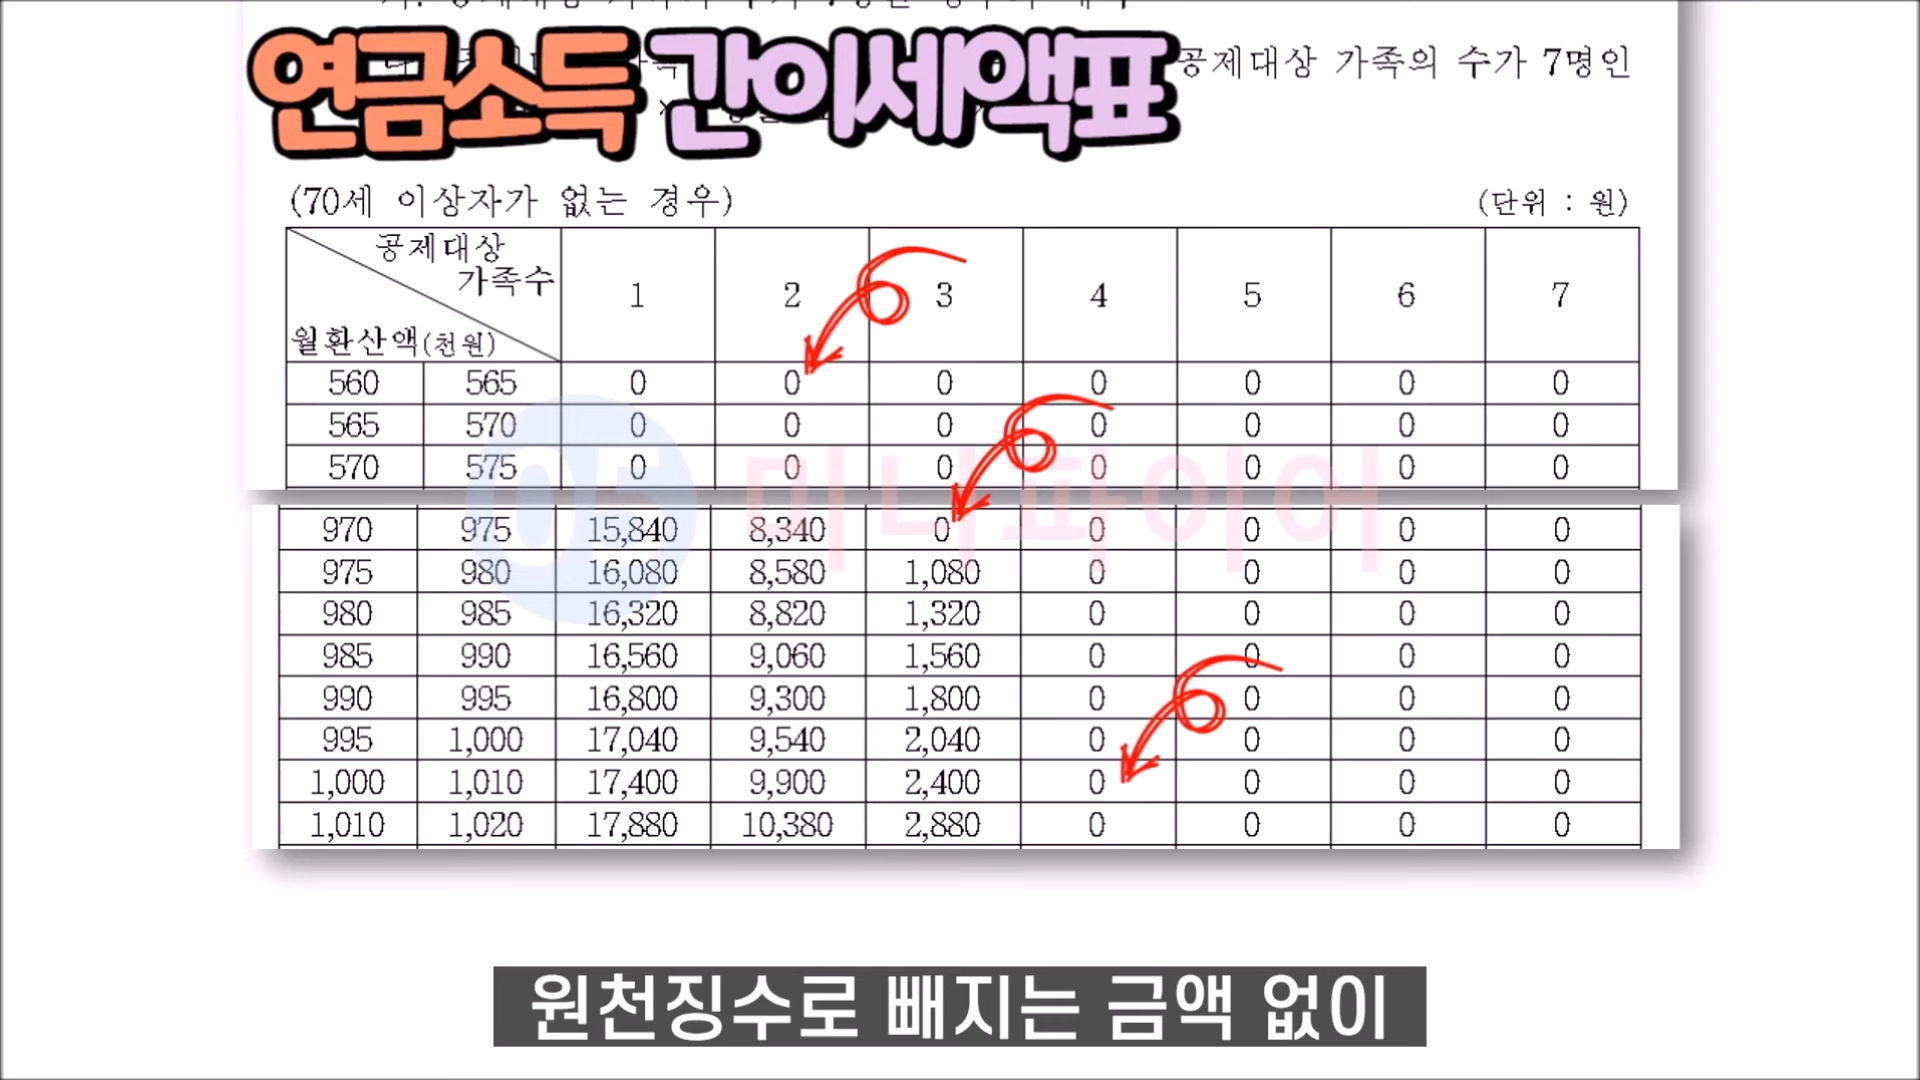 연금소득 간이세액표
공제대상 가족의 수가 7명인
(70세 이상자가 없는 경우) (단위 : 원)
공제대상
가족수 1 2 3 4 5 6 7
월환산액(천원)
560 565 0 0 0 0 0 0 0
565 570 0 0 0 0 0 0 0
570 575 0 0 0 0 0 0 0
970 975 15,840 8,340 0 0 0 0 0
975 980 16,080 8,580 1,080 0 0 0 0
980 985 16,320 8,820 1,320 0 0 0 0
985 990 16,560 9,060 1,560 0 0 0 0
990 995 16,800 9,300 1,800 0 0 0 0
995 1,000 17,040 9,540 2,040 0 0 0 0
1,000 1,010 17,400 9,900 2,400 0 0 0 0
1,010 1,020 17,880 10,380 2,880 0 0 0 0
05 미니파이어
원천징수로 빼지는 금액 없이